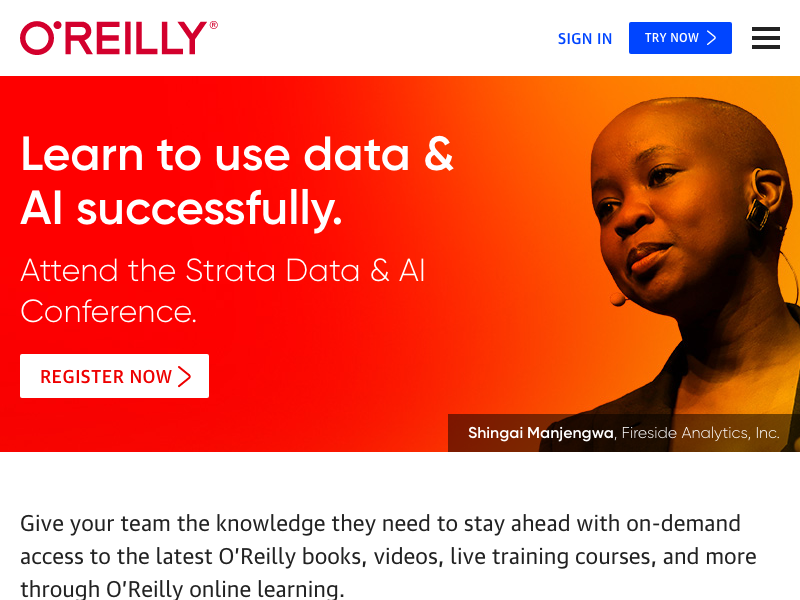 O'REILLY®
SIGN IN
TRY NOW
Learn to use data &
AI successfully.
Attend the Strata Data & AI
Conference.
REGISTER NOW
Shingai Manjengwa, Fireside Analytics, Inc.
Give your team the knowledge they need to stay ahead with on-demand
access to the latest O’Reilly books, videos, live training courses, and more
through O’Reilly online learning.